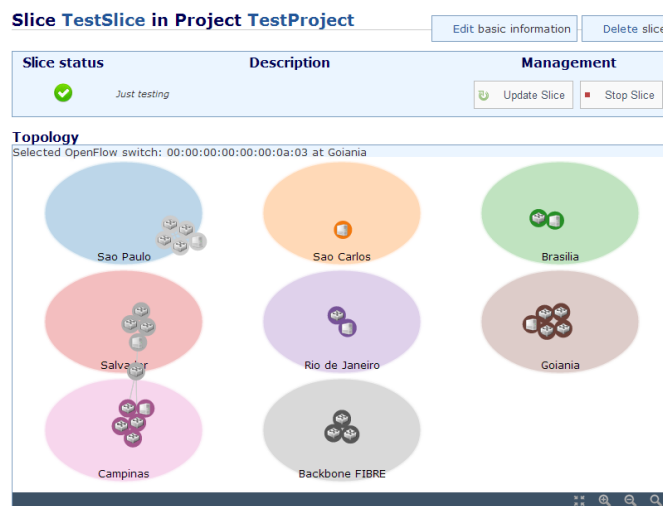 Slice TestSlice in Project TestProject
Edit basic information
Delete slice
Slice status
Description
Management
Just testing
Update Slice
Stop Slice
Topology
Selected OpenFlow switch: 00:00:00:00:00:00:0a:03 at Goiania
Sao Paulo
Sao Carlos
Brasilia
Salvador
Rio de Janeiro
Goiania
Campinas
Backbone FIBRE